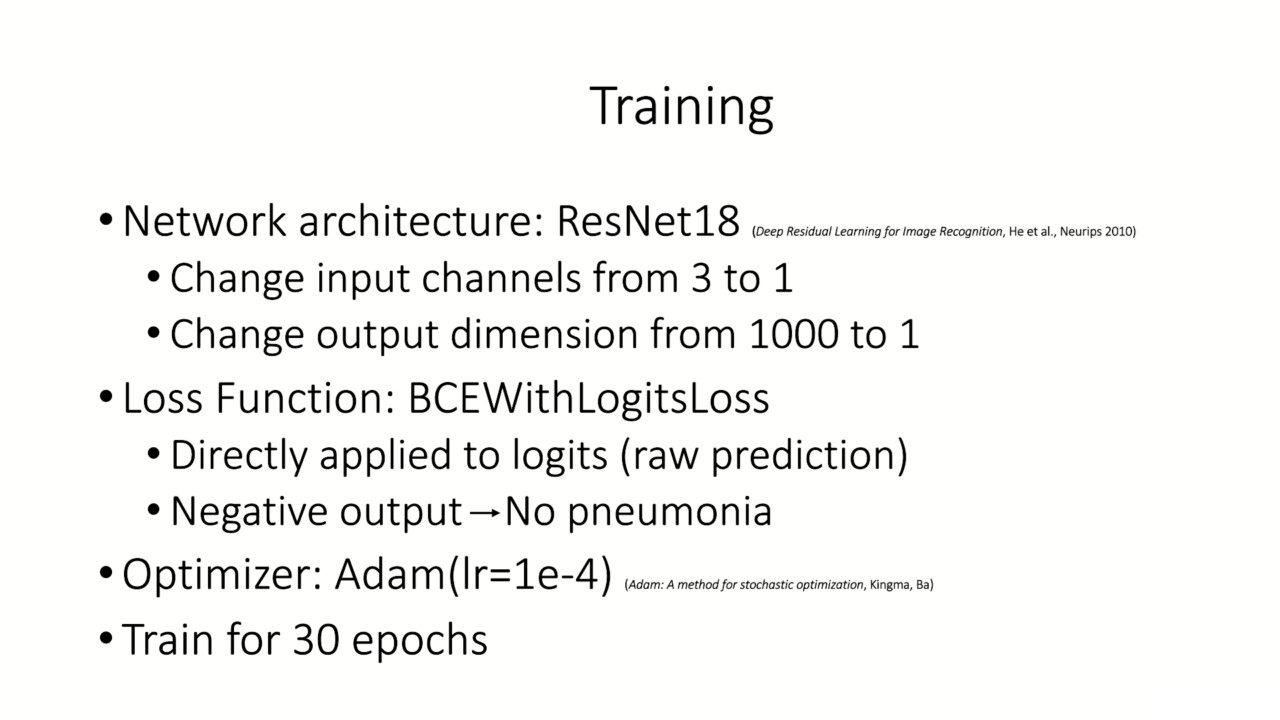 Training
• Network architecture: ResNet18 (Deep Residual Learning for Image Recognition, He et al., Neurips 2010)
• Change input channels from 3 to 1
• Change output dimension from 1000 to 1
• Loss Function: BCEWithLogitsLoss
• Directly applied to logits (raw prediction)
• Negative output → No pneumonia
• Optimizer: Adam(lr=1e-4) (Adam: A method for stochastic optimization, Kingma, Ba)
• Train for 30 epochs